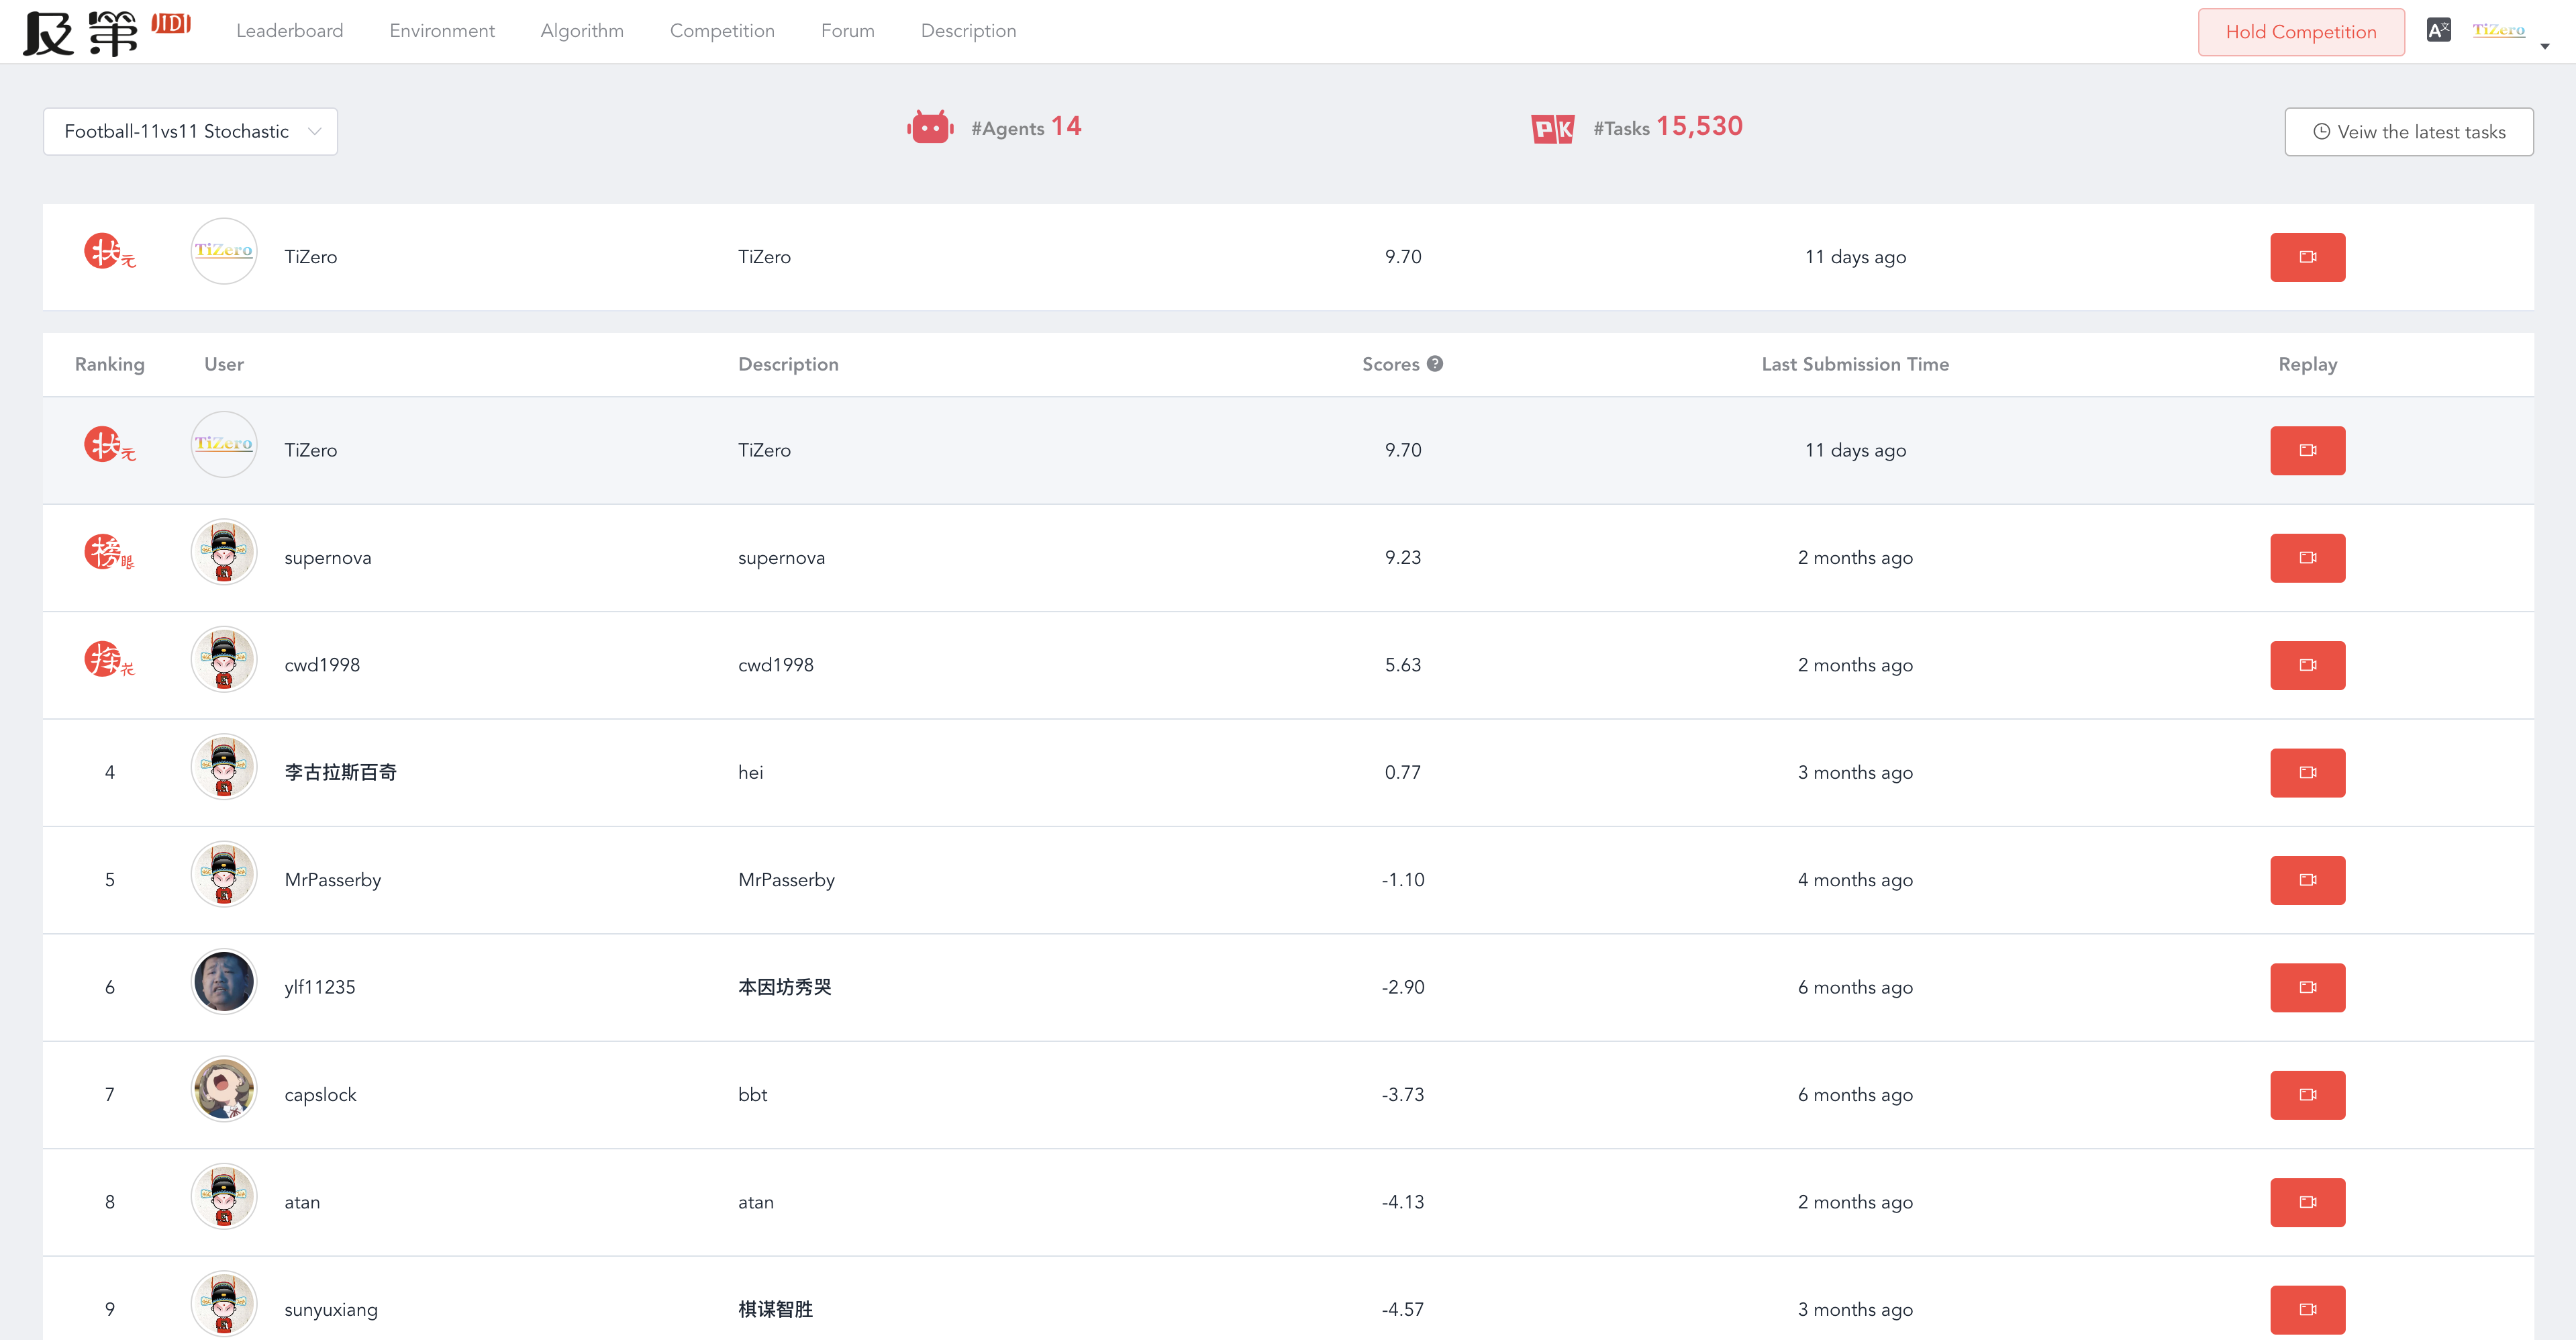 及第 JIDI Leaderboard Environment Algorithm Competition Forum Description Hold Competition A文 TiZero
Football-11vs11 Stochastic #Agents 14 PK #Tasks 15,530 Veiw the latest tasks
状元 TiZero TiZero TiZero 9.70 11 days ago
Ranking User Description Scores ? Last Submission Time Replay
状元 TiZero TiZero TiZero 9.70 11 days ago
榜眼 supernova supernova 9.23 2 months ago
探花 cwd1998 cwd1998 5.63 2 months ago
4 李古拉斯百奇 hei 0.77 3 months ago
5 MrPasserby MrPasserby -1.10 4 months ago
6 ylf11235 本因坊秀哭 -2.90 6 months ago
7 capslock bbt -3.73 6 months ago
8 atan atan -4.13 2 months ago
9 sunyuxiang 棋谋智胜 -4.57 3 months ago